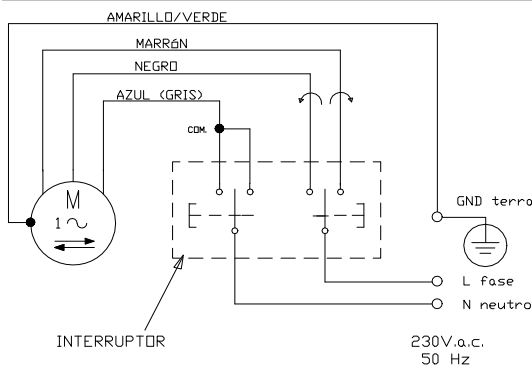 AMARILLO/VERDE
MARRóN
NEGRO
AZUL (GRIS)
COM.
M
1
GND terra
L fase
N neutro
INTERRUPTOR
230V.a.c.
50 Hz